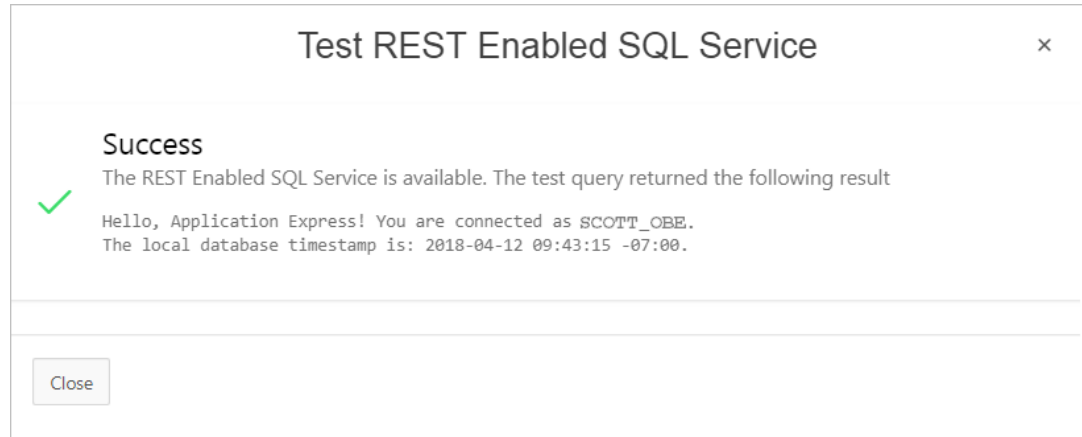 Test REST Enabled SQL Service
×
Success
The REST Enabled SQL Service is available. The test query returned the following result
Hello, Application Express! You are connected as SCOTT_OBE.
The local database timestamp is: 2018-04-12 09:43:15 -07:00.
Close